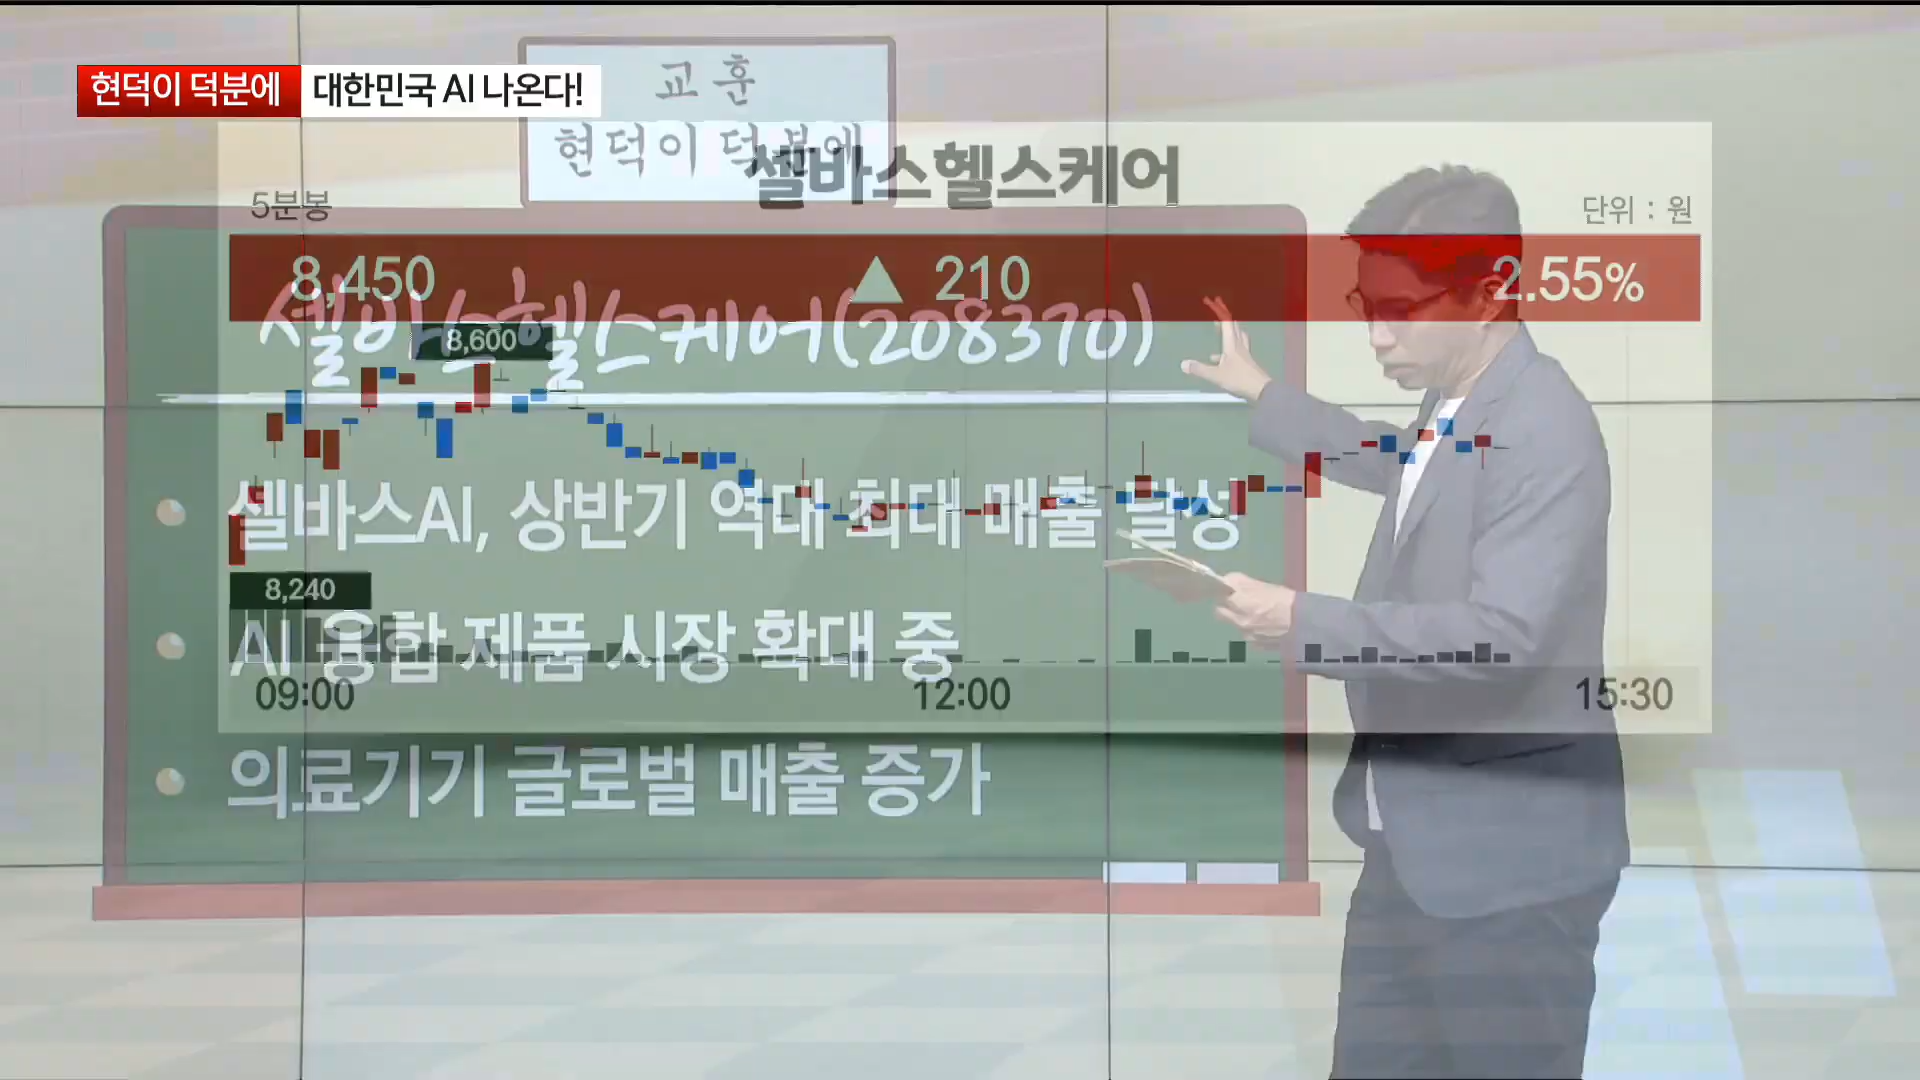 현덕이 덕분에 대한민국 AI 나온다!
교훈
현덕이 덕분에
셀바스헬스케어
5분봉
단위 : 원
8,450 ▲ 210 2.55%
셀바스헬스케어(208370)
8,600
셀바스AI, 상반기 역대 최대 매출 달성
8,240
AI 융합 제품 시장 확대 중
09:00 12:00 15:30
의료기기 글로벌 매출 증가